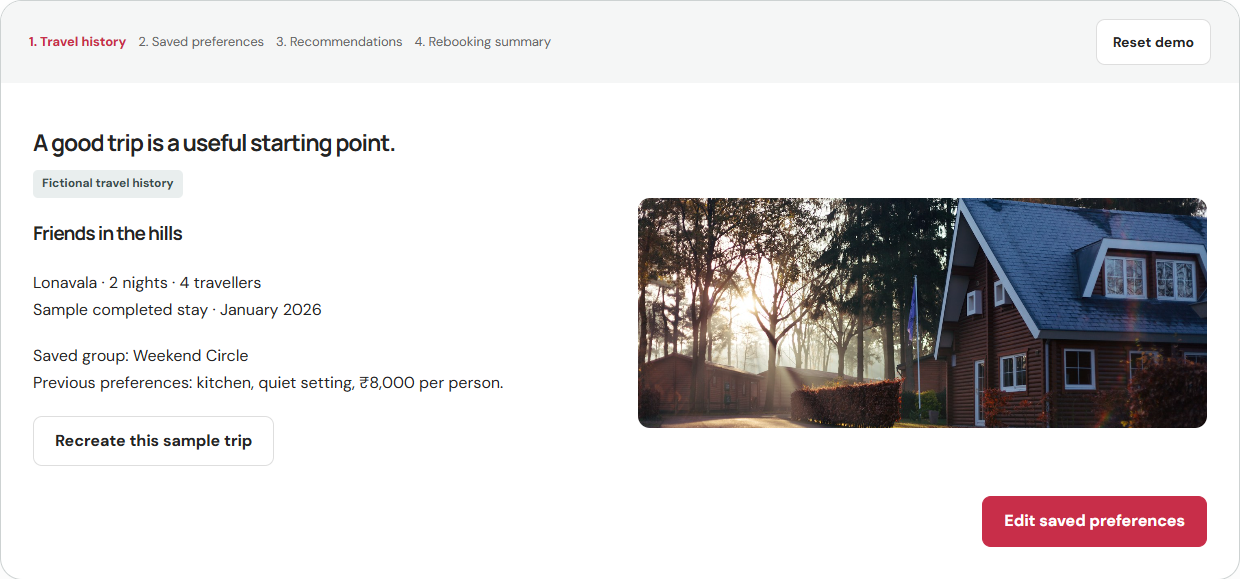 1. Travel history 2. Saved preferences 3. Recommendations 4. Rebooking summary
Reset demo
A good trip is a useful starting point.
Fictional travel history
Friends in the hills
Lonavala · 2 nights · 4 travellers
Sample completed stay · January 2026
Saved group: Weekend Circle
Previous preferences: kitchen, quiet setting, ₹8,000 per person.
Recreate this sample trip
Edit saved preferences